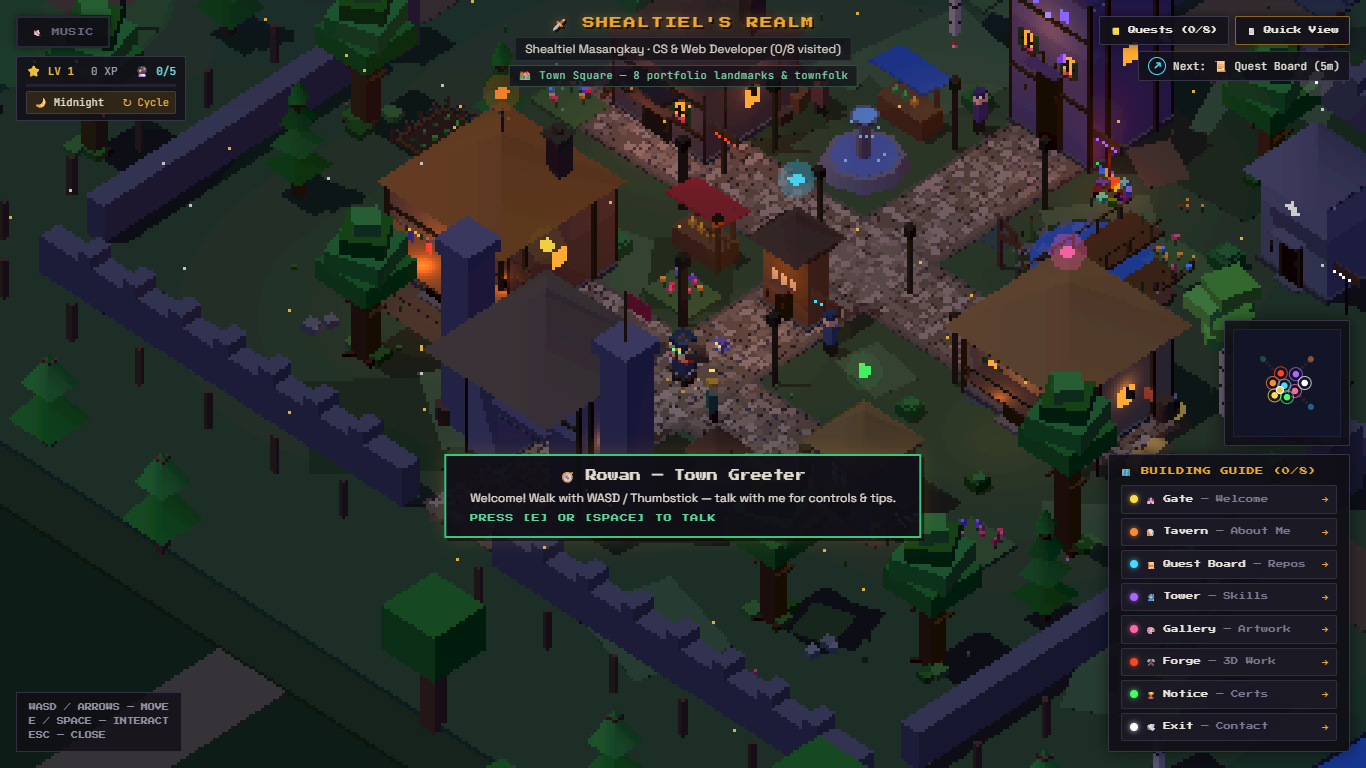 MUSIC
LV 1 0 XP 0/5
Midnight ↻ Cycle
SHEALTIEL'S REALM
Shealtiel Masangkay · CS & Web Developer (0/8 visited)
Town Square — 8 portfolio landmarks & townfolk
Quests (0/8)
Quick View
Next: Quest Board (5m)
Rowan — Town Greeter
Welcome! Walk with WASD / Thumbstick — talk with me for controls & tips.
PRESS [E] OR [SPACE] TO TALK
BUILDING GUIDE (0/8)
Gate — Welcome →
Tavern — About Me →
Quest Board — Repos →
Tower — Skills →
Gallery — Artwork →
Forge — 3D Work →
Notice — Certs →
Exit — Contact →
WASD / ARROWS — MOVE
E / SPACE — INTERACT
ESC — CLOSE